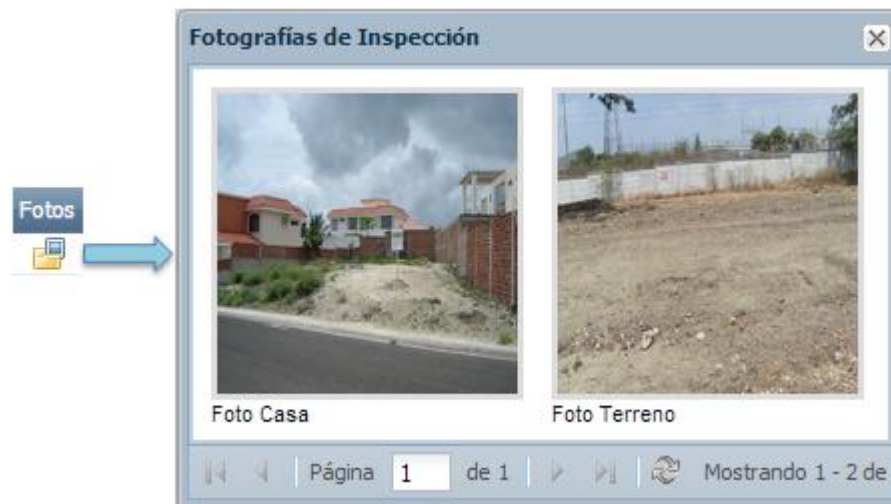 Fotografías de Inspección
Fotos
Foto Casa
Foto Terreno
Página 1 de 1
Mostrando 1 - 2 de